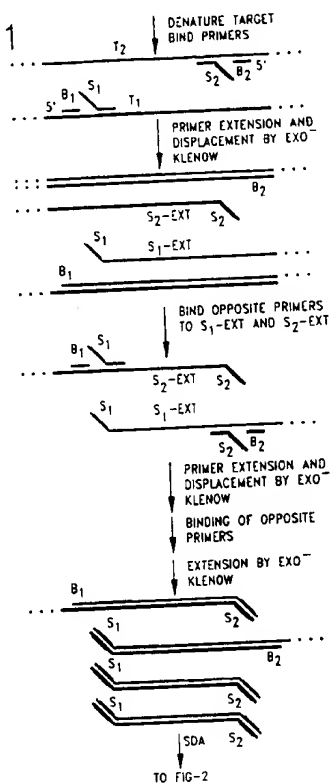 1
DENATURE TARGET
BIND PRIMERS
T₂
S₂ B₂ 5'
5' B₁ S₁ T₁
PRIMER EXTENSION AND
DISPLACEMENT BY EXO⁻
KLENOW
B₂
S₂-EXT S₂
S₁ S₁-EXT
B₁
BIND OPPOSITE PRIMERS
TO S₁-EXT AND S₂-EXT
B₁ S₁
S₂-EXT S₂
S₁ S₁-EXT
S₂ B₂
PRIMER EXTENSION AND
DISPLACEMENT BY EXO⁻
KLENOW
BINDING OF OPPOSITE
PRIMERS
EXTENSION BY EXO⁻
KLENOW
B₁
S₁ S₂
B₂
S₁ S₂
S₁ S₂
SDA
TO FIG-2